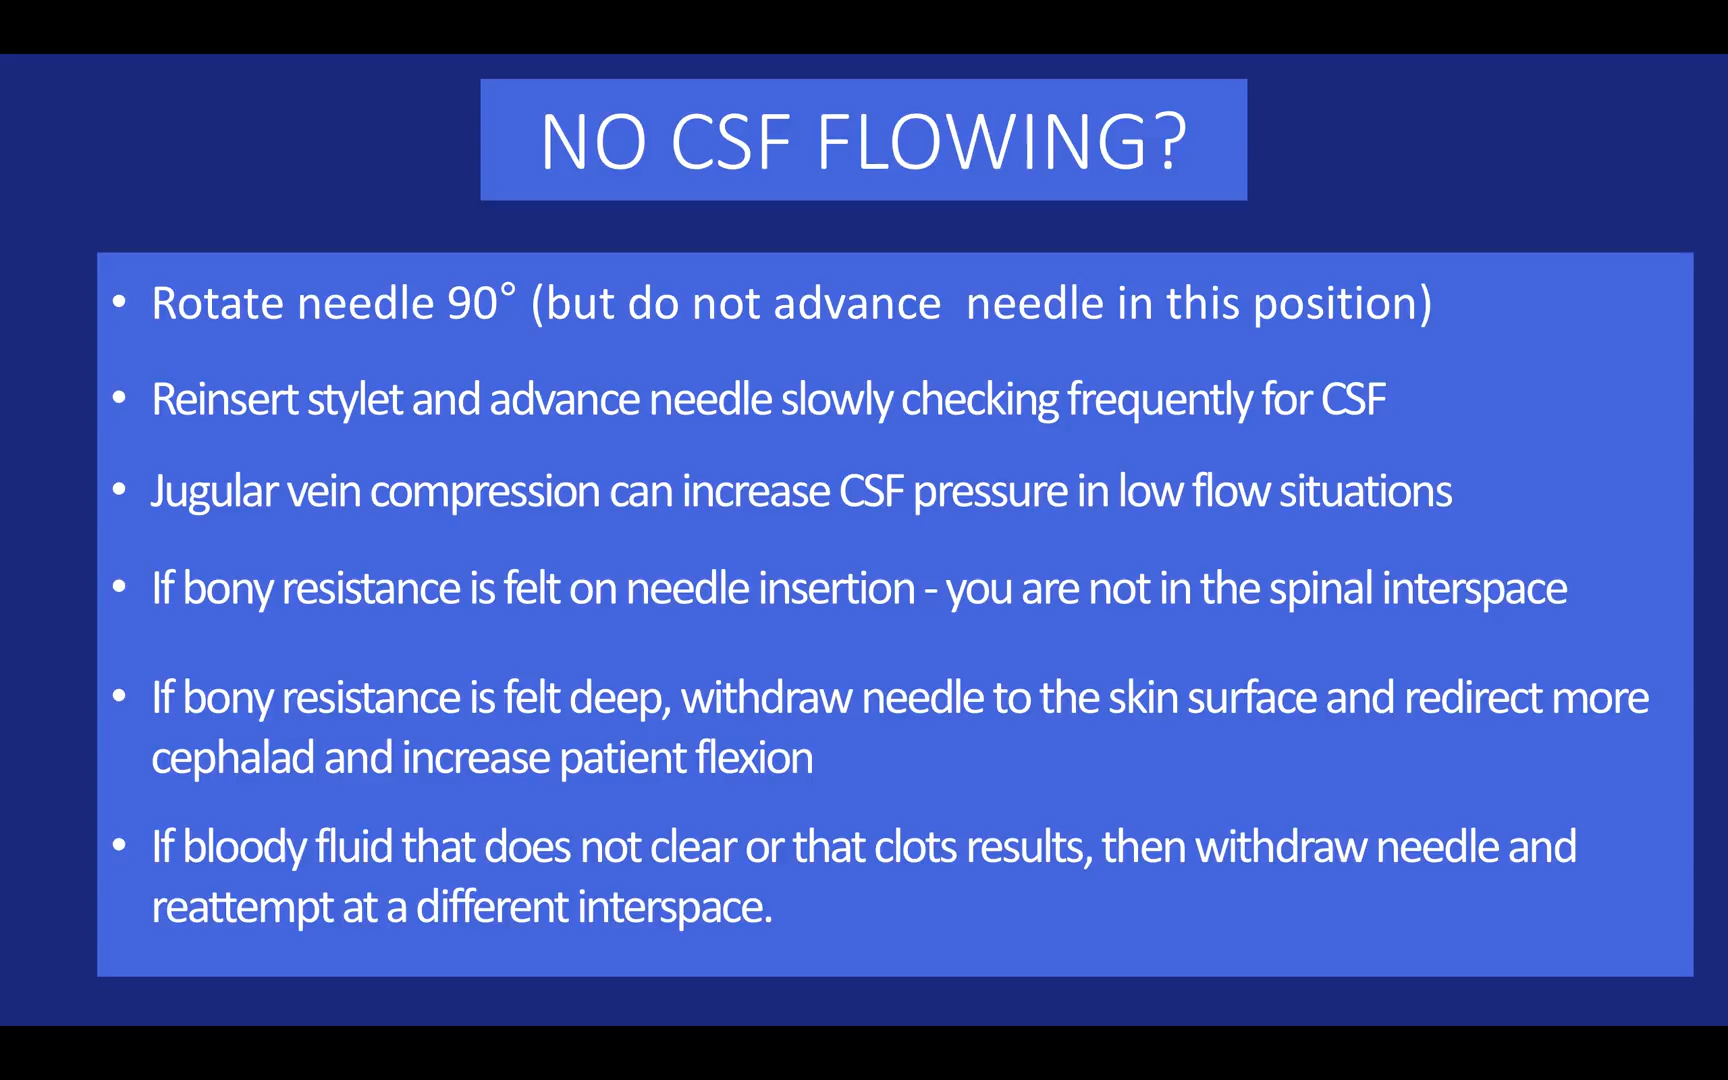 NO CSF FLOWING?
• Rotate needle 90° (but do not advance  needle in this position)
• Reinsert stylet and advance needle slowly checking frequently for CSF
• Jugular vein compression can increase CSF pressure in low flow situations
• If bony resistance is felt on needle insertion - you are not in the spinal interspace
• If bony resistance is felt deep, withdraw needle to the skin surface and redirect more
cephalad and increase patient flexion
• If bloody fluid that does not clear or that clots results, then withdraw needle and
reattempt at a different interspace.